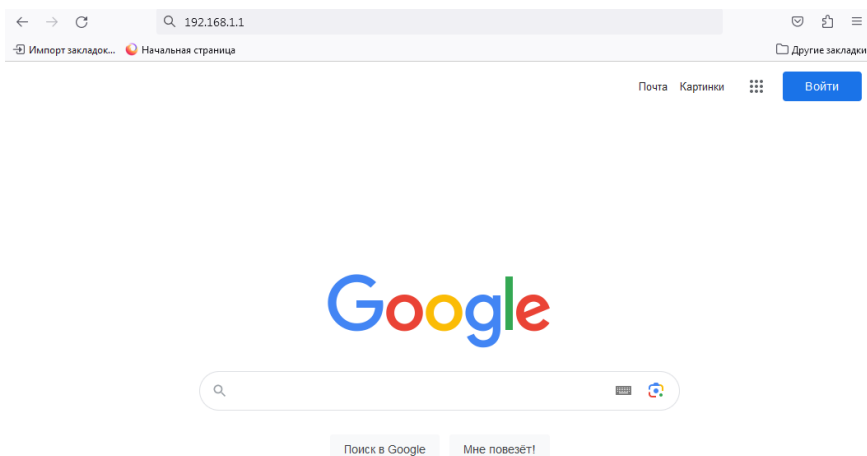 192.168.1.1
Импорт закладок... Начальная страница Другие закладки
Почта Картинки Войти
Google
Поиск в Google Мне повезёт!